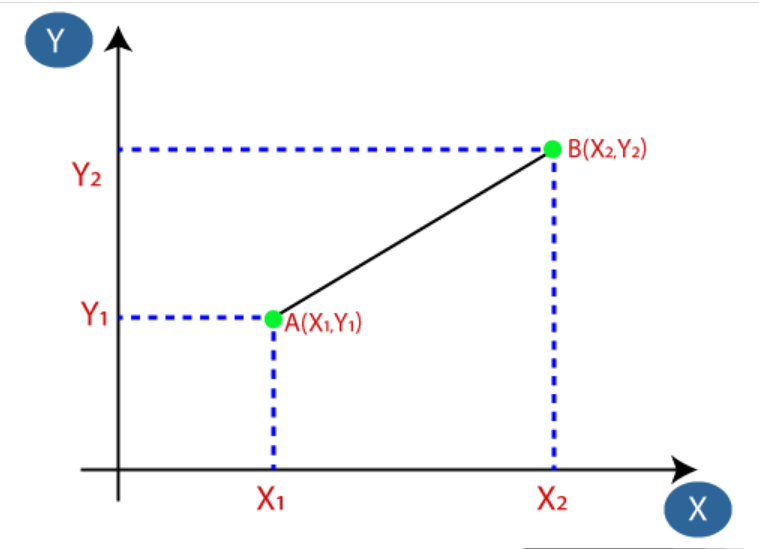 Y
B(X₂,Y₂)
Y₂
Y₁
A(X₁,Y₁)
X₁
X₂
X